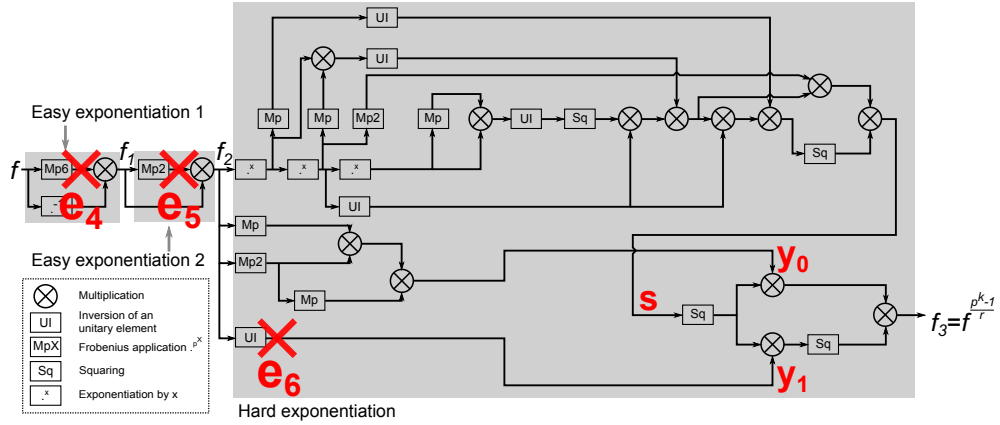 UI
UI
Mp
Mp
Mp2
Mp
UI
Sq
Sq
Easy exponentiation 1
f
Mp6
e4
f1
Mp2
e5
f2
.x
.x
.x
UI
Easy exponentiation 2
Mp
Mp2
Mp
y0
s
Sq
Sq
f3=f^((p^k-1)/r)
UI
e6
y1
Multiplication
UI Inversion of an
unitary element
MpX Frobenius application .p^X
Sq Squaring
.x Exponentiation by x
Hard exponentiation